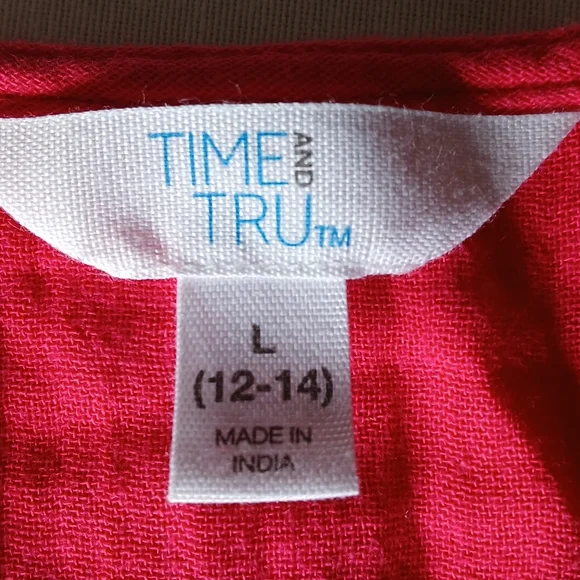 TIME AND
TRU™
L
(12-14)
MADE IN
INDIA